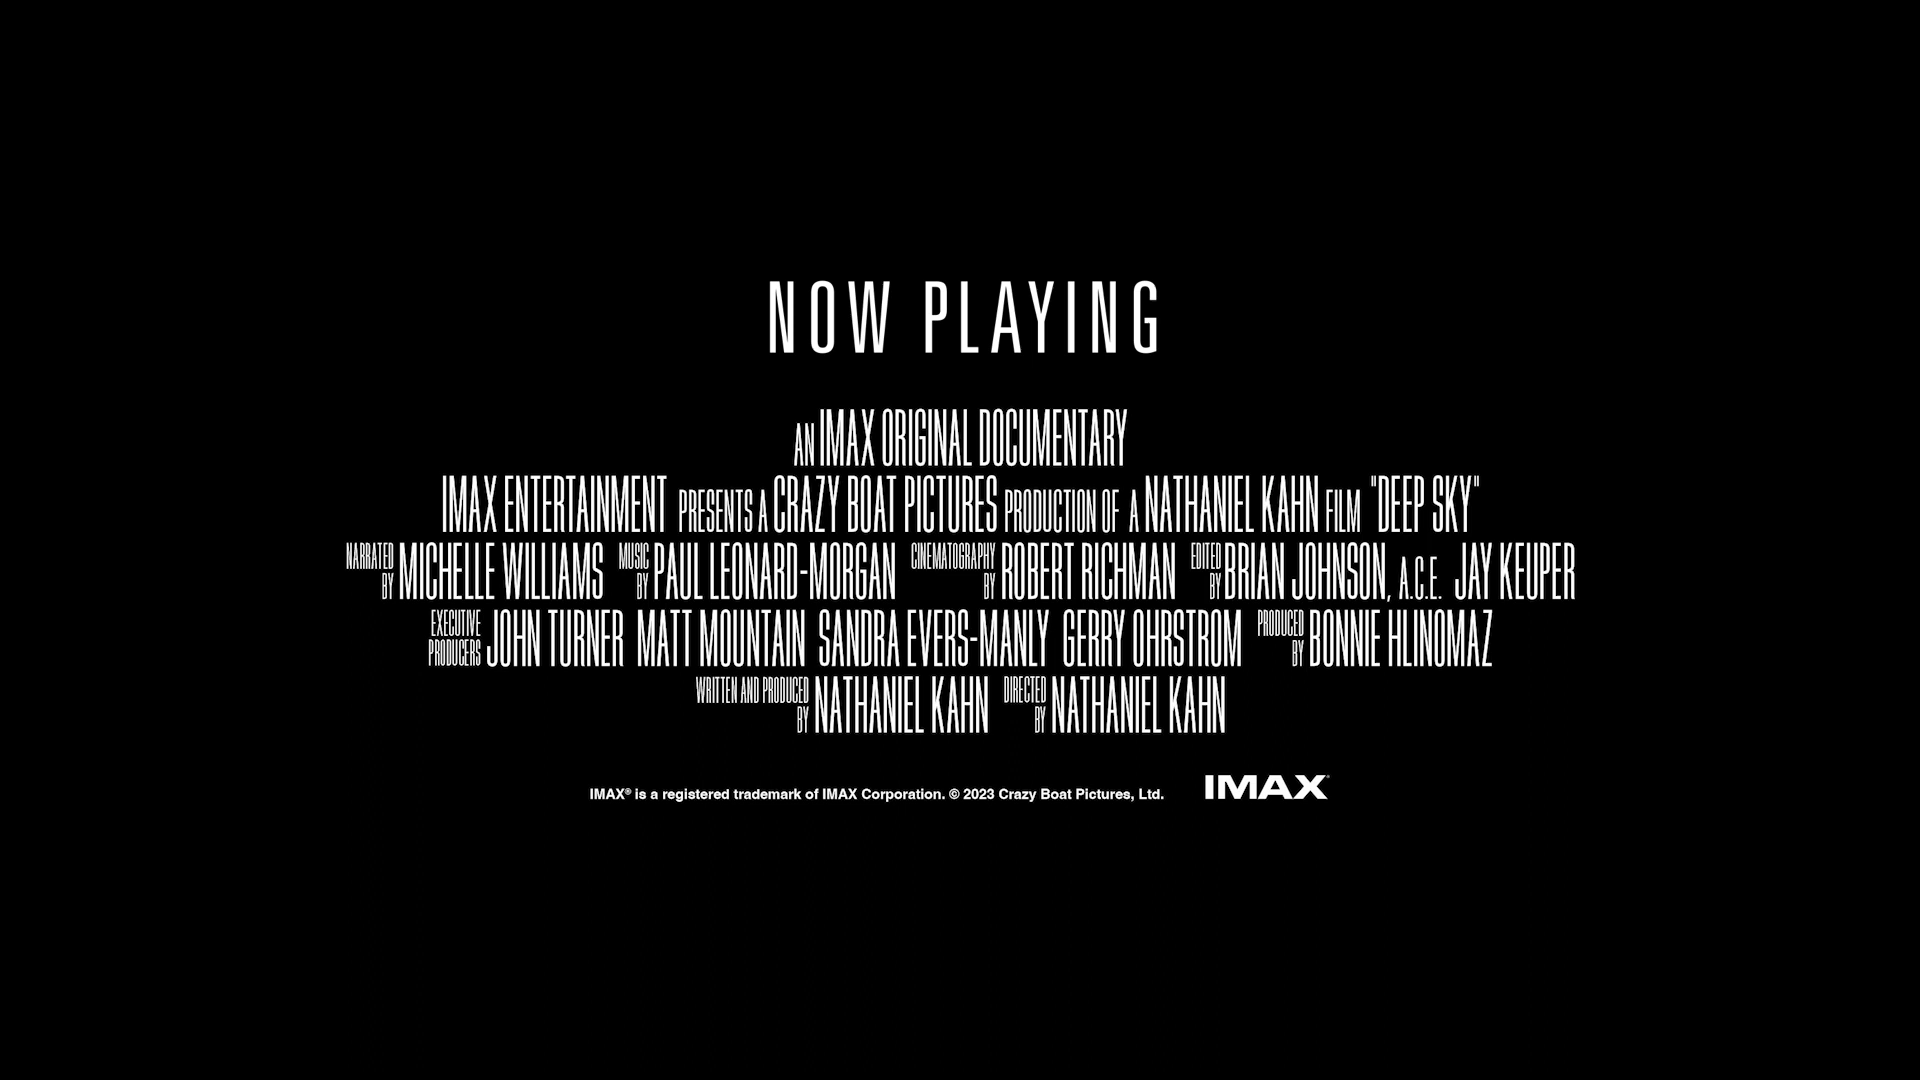 NOW PLAYING
AN IMAX ORIGINAL DOCUMENTARY
IMAX ENTERTAINMENT PRESENTS A CRAZY BOAT PICTURES PRODUCTION OF A NATHANIEL KAHN FILM "DEEP SKY"
NARRATED BY MICHELLE WILLIAMS MUSIC BY PAUL LEONARD-MORGAN CINEMATOGRAPHY BY ROBERT RICHMAN EDITED BY BRIAN JOHNSON, A.C.E. JAY KEUPER
EXECUTIVE PRODUCERS JOHN TURNER MATT MOUNTAIN SANDRA EVERS-MANLY GERRY OHRSTROM PRODUCED BY BONNIE HLINOMAZ
WRITTEN AND PRODUCED BY NATHANIEL KAHN DIRECTED BY NATHANIEL KAHN
IMAX® is a registered trademark of IMAX Corporation. © 2023 Crazy Boat Pictures, Ltd. IMAX®